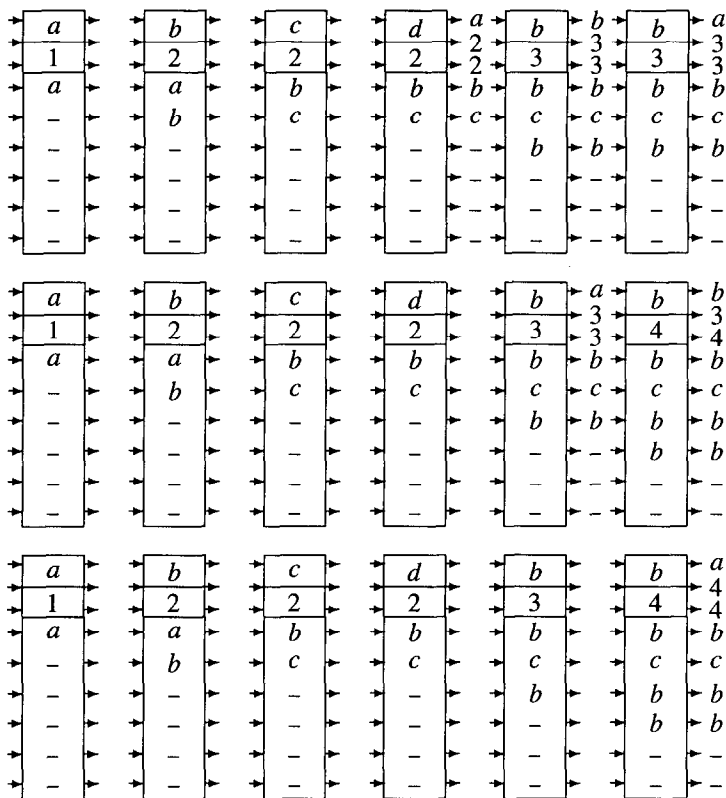 a b c d a b b b a
2 3 3
1 2 2 2 2 3 3 3 3
a a b b b b b b b
– b c c c c c c c
– – – – – b b b b
– – – – – – – – –
– – – – – – – – –
– – – – – – – – –
a b c d b a b b
3 3
1 2 2 2 3 3 4 4
a a b b b b b b
– b c c c c c c
– – – – b b b b
– – – – – – b b
– – – – – – – –
– – – – – – – –
a b c d b b a
4
1 2 2 2 3 4 4
a a b b b b b
– b c c c c c
– – – – b b b
– – – – – b b
– – – – – – –
– – – – – – –